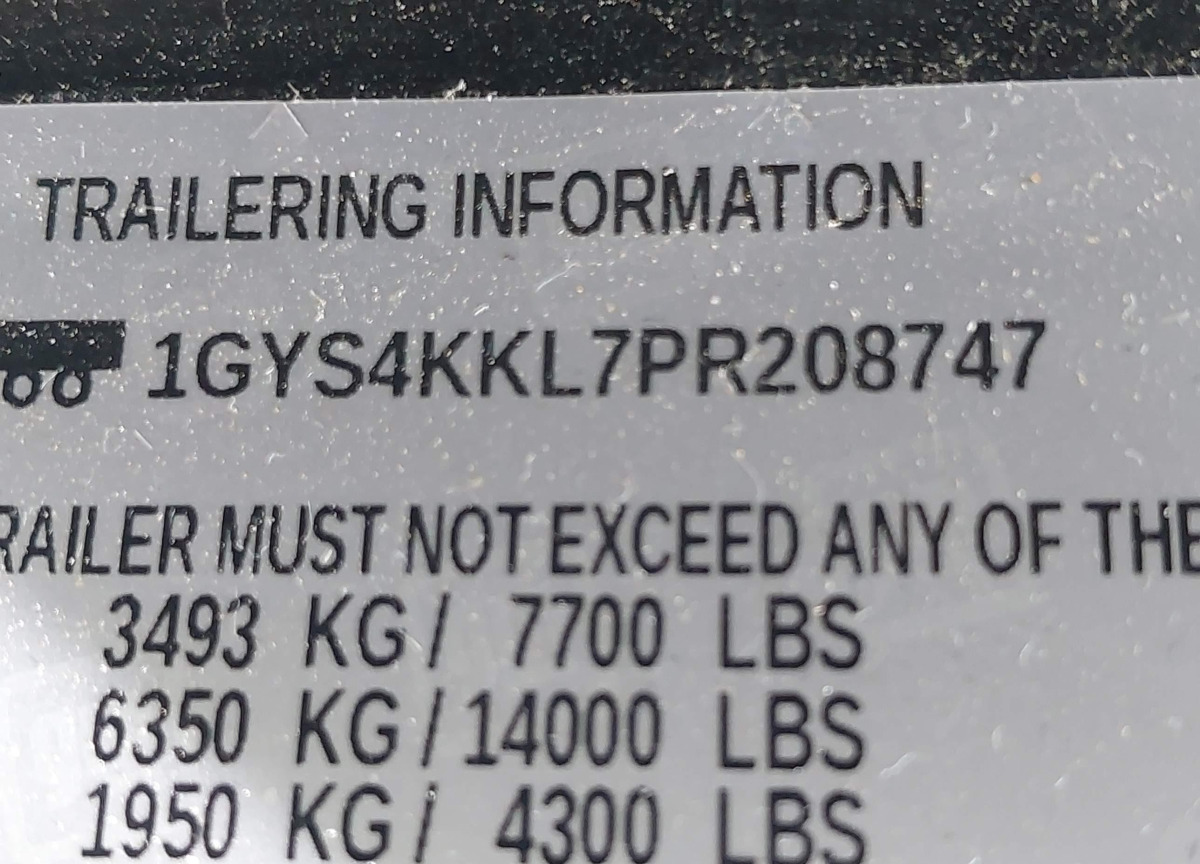 TRAILERING INFORMATION
1GYS4KKL7PR208747
RAILER MUST NOT EXCEED ANY OF THE
3493 KG/ 7700 LBS
6350 KG/14000 LBS
1950 KG/ 4300 LBS